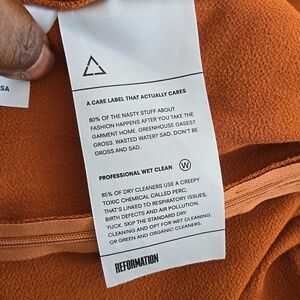 SA
A CARE LABEL THAT ACTUALLY CARES
80% OF THE NASTY STUFF ABOUT
FASHION HAPPENS AFTER YOU TAKE THE
GARMENT HOME. GREENHOUSE GASES?
GROSS. WASTED WATER? SAD. DON'T BE
GROSS AND SAD.
PROFESSIONAL WET CLEAN W
85% OF DRY CLEANERS USE A CREEPY
TOXIC CHEMICAL CALLED PERC,
THAT'S LINKED TO RESPIRATORY ISSUES,
BIRTH DEFECTS AND AIR POLLUTION.
YUCK. SKIP THE STANDARD DRY
CLEANING AND OPT FOR WET CLEANING,
OR GREEN AND ORGANIC CLEANERS.
REFORMATION